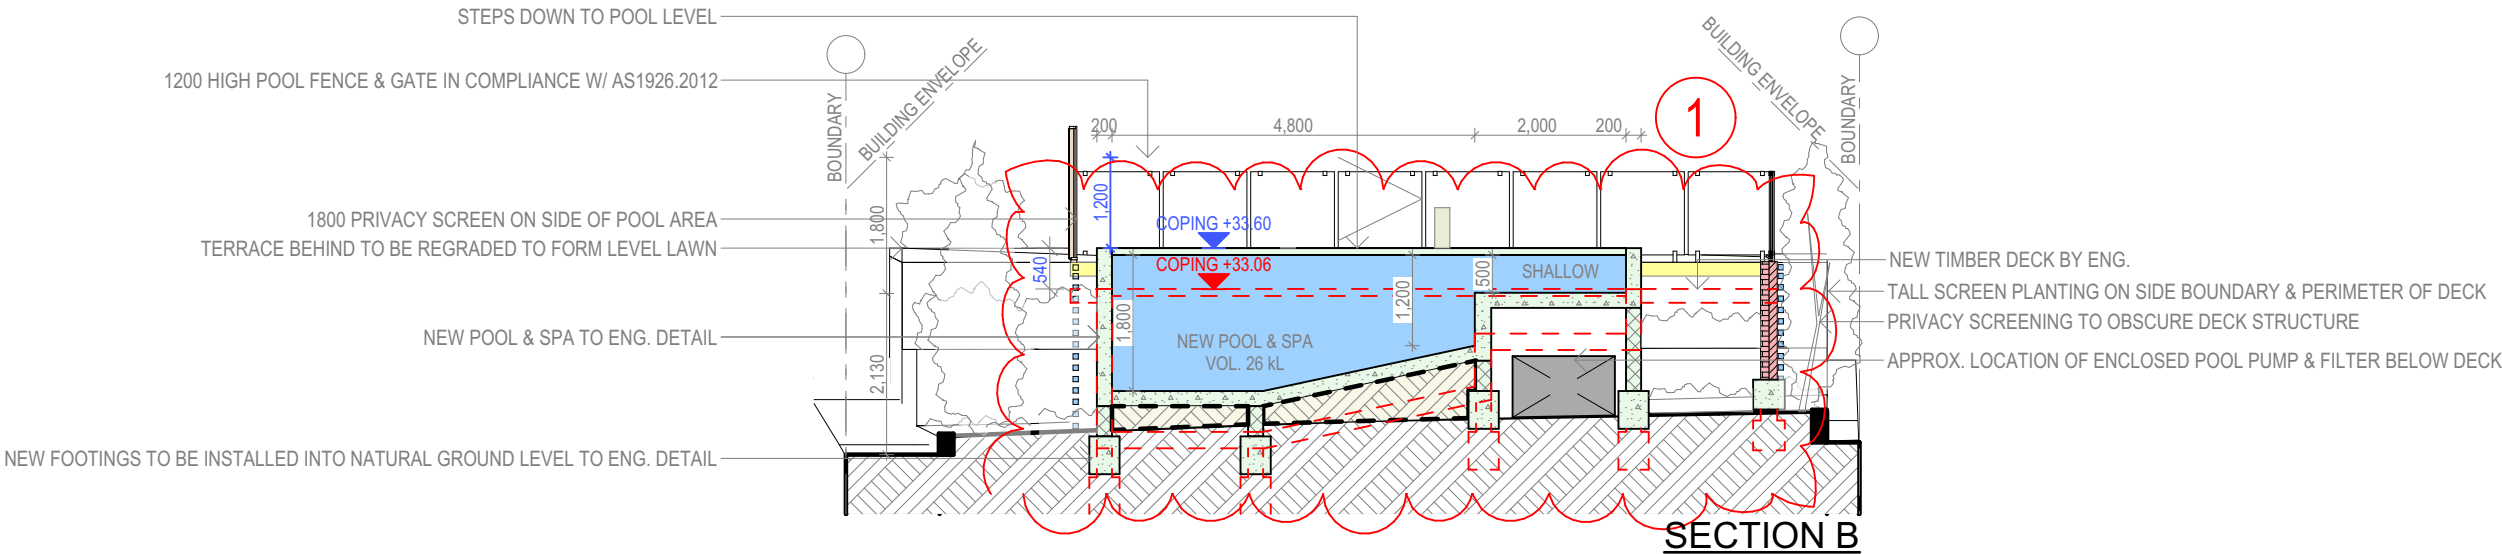 STEPS DOWN TO POOL LEVEL
1200 HIGH POOL FENCE & GATE IN COMPLIANCE W/ AS1926.2012
1800 PRIVACY SCREEN ON SIDE OF POOL AREA
TERRACE BEHIND TO BE REGRADED TO FORM LEVEL LAWN
NEW POOL & SPA TO ENG. DETAIL
NEW FOOTINGS TO BE INSTALLED INTO NATURAL GROUND LEVEL TO ENG. DETAIL
BOUNDARY
BUILDING ENVELOPE
1,800
2,130
200
4,800
2,000
200
1
1,200
540
COPING +33.60
COPING +33.06
1,800
1,200
500
SHALLOW
NEW POOL & SPA
VOL. 26 kL
BUILDING ENVELOPE
BOUNDARY
NEW TIMBER DECK BY ENG.
TALL SCREEN PLANTING ON SIDE BOUNDARY & PERIMETER OF DECK
PRIVACY SCREENING TO OBSCURE DECK STRUCTURE
APPROX. LOCATION OF ENCLOSED POOL PUMP & FILTER BELOW DECK
SECTION B